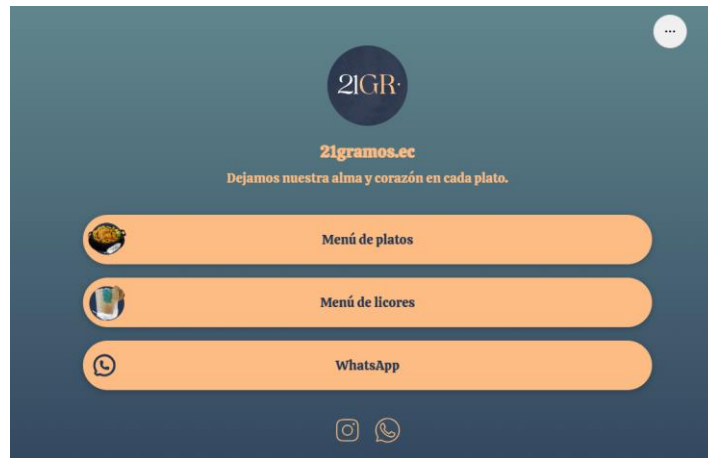 21GR·
21gramos.ec
Dejamos nuestra alma y corazón en cada plato.
Menú de platos
Menú de licores
WhatsApp